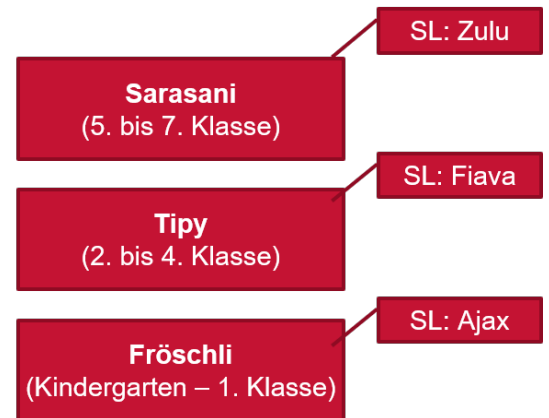 SL: Zulu
Sarasani
(5. bis 7. Klasse)
SL: Fiava
Tipy
(2. bis 4. Klasse)
SL: Ajax
Fröschli
(Kindergarten – 1. Klasse)